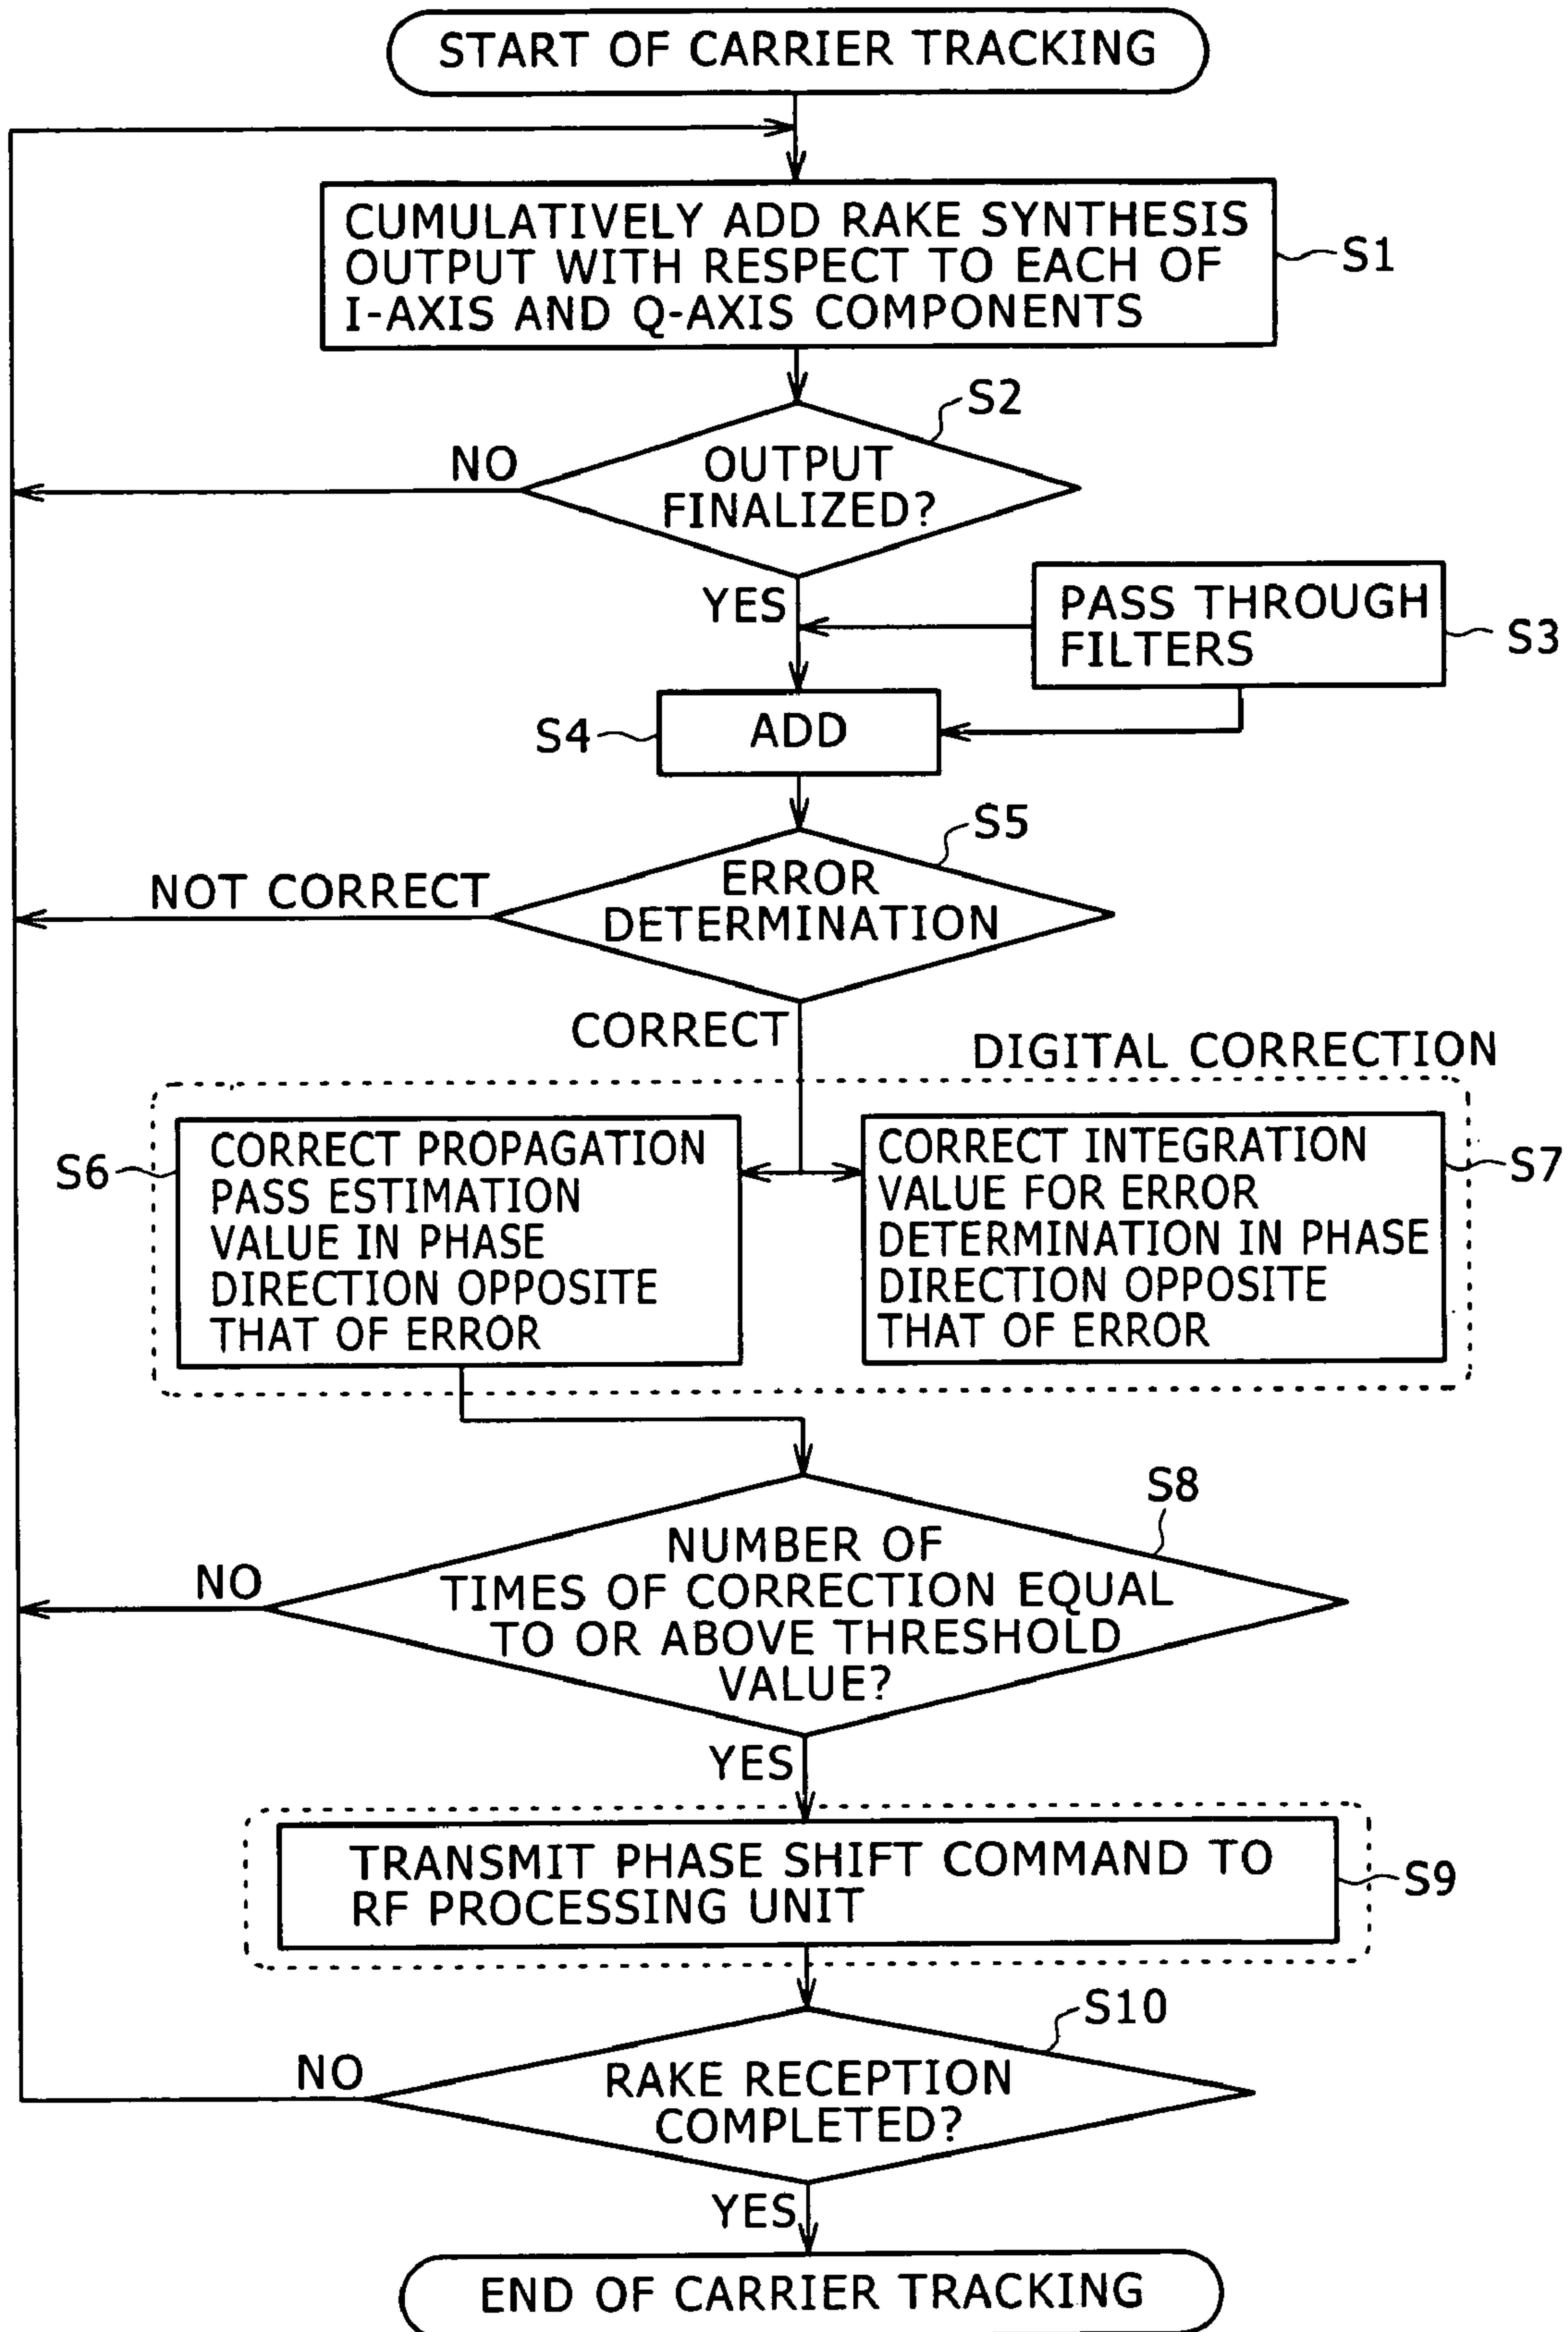 START OF CARRIER TRACKING
CUMULATIVELY ADD RAKE SYNTHESIS
OUTPUT WITH RESPECT TO EACH OF
I-AXIS AND Q-AXIS COMPONENTS
S1
S2
NO
OUTPUT
FINALIZED?
YES
PASS THROUGH
FILTERS
S3
S4
ADD
S5
NOT CORRECT
ERROR
DETERMINATION
CORRECT
DIGITAL CORRECTION
S6
CORRECT PROPAGATION
PASS ESTIMATION
VALUE IN PHASE
DIRECTION OPPOSITE
THAT OF ERROR
CORRECT INTEGRATION
VALUE FOR ERROR
DETERMINATION IN PHASE
DIRECTION OPPOSITE
THAT OF ERROR
S7
S8
NO
NUMBER OF
TIMES OF CORRECTION EQUAL
TO OR ABOVE THRESHOLD
VALUE?
YES
TRANSMIT PHASE SHIFT COMMAND TO
RF PROCESSING UNIT
S9
S10
NO
RAKE RECEPTION
COMPLETED?
YES
END OF CARRIER TRACKING